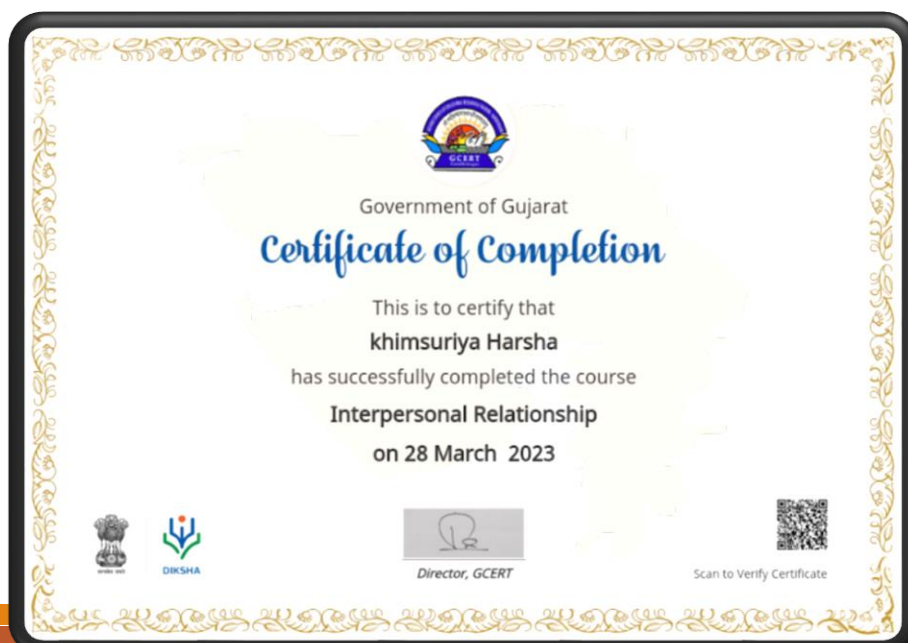 GCERT
Government of Gujarat
Certificate of Completion
This is to certify that
khimsuriya Harsha
has successfully completed the course
Interpersonal Relationship
on 28 March 2023
DIKSHA
Director, GCERT
Scan to Verify Certificate